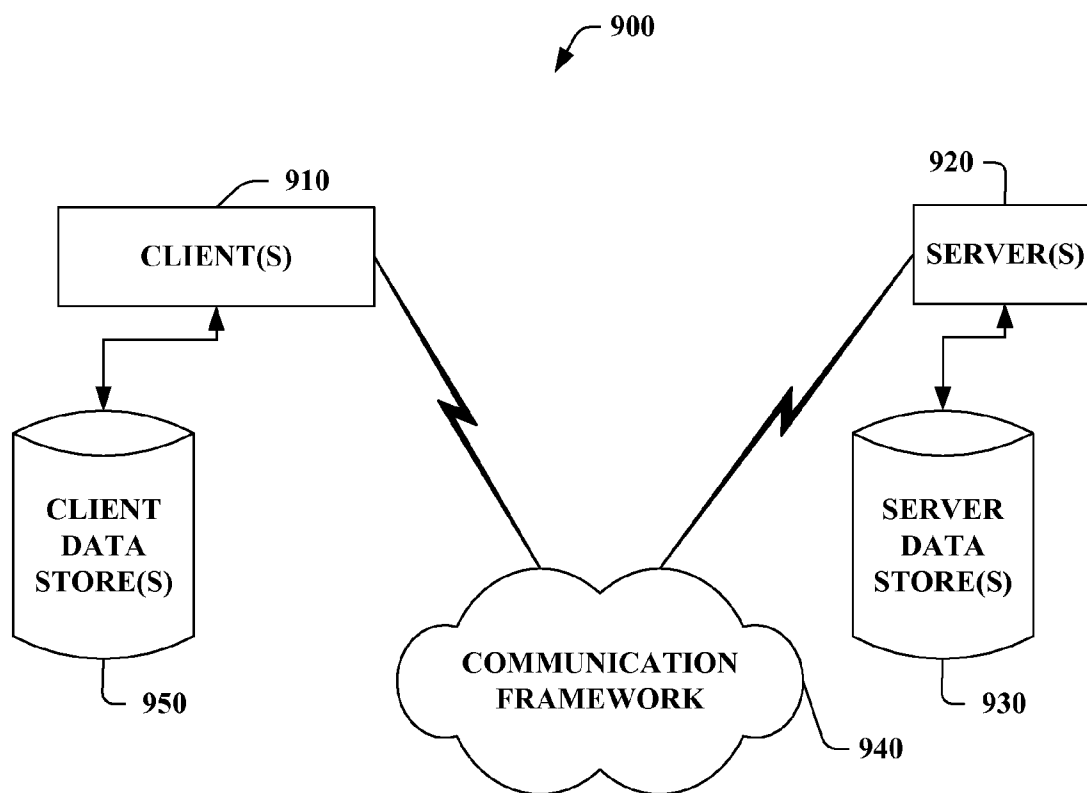 900
910
920
CLIENT(S)
SERVER(S)
CLIENT
DATA
STORE(S)
SERVER
DATA
STORE(S)
COMMUNICATION
FRAMEWORK
950
930
940